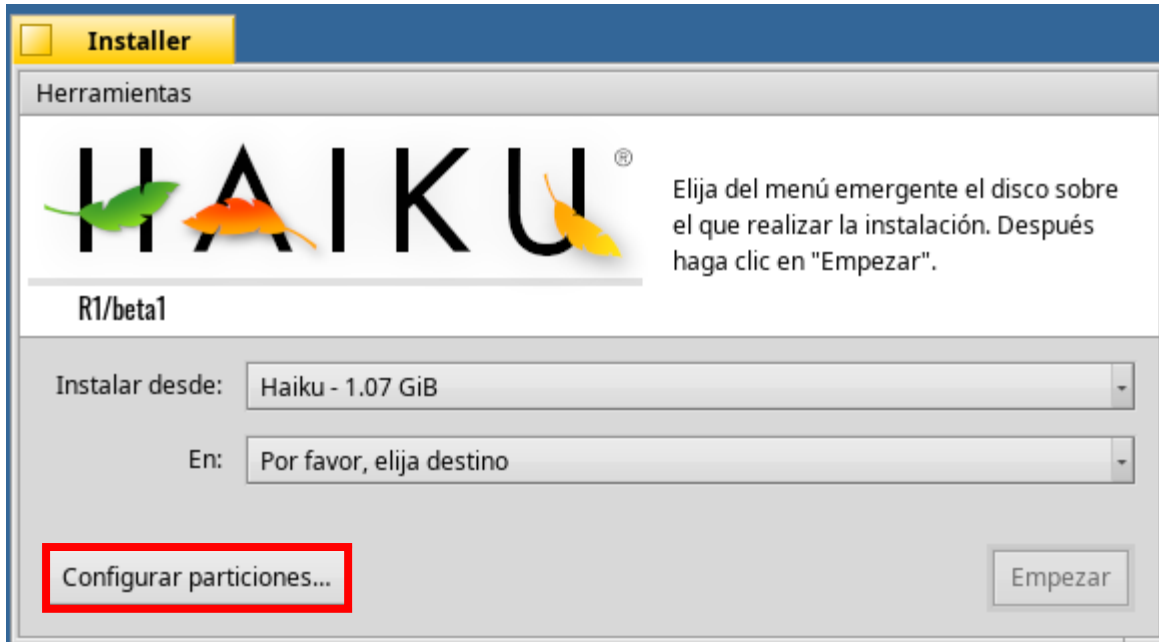 Installer
Herramientas
HAIKU®
R1/beta1
Elija del menú emergente el disco sobre
el que realizar la instalación. Después
haga clic en "Empezar".
Instalar desde: Haiku - 1.07 GiB
En: Por favor, elija destino
Configurar particiones... Empezar